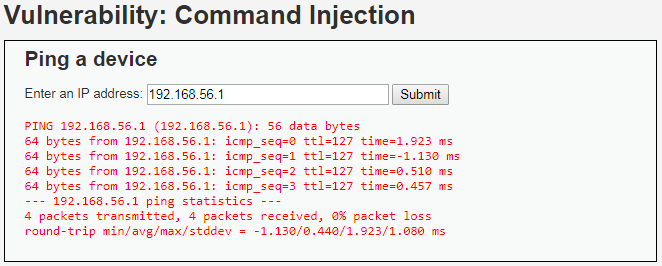 Vulnerability: Command Injection
Ping a device
Enter an IP address: 192.168.56.1 Submit
PING 192.168.56.1 (192.168.56.1): 56 data bytes
64 bytes from 192.168.56.1: icmp_seq=0 ttl=127 time=1.923 ms
64 bytes from 192.168.56.1: icmp_seq=1 ttl=127 time=-1.130 ms
64 bytes from 192.168.56.1: icmp_seq=2 ttl=127 time=0.510 ms
64 bytes from 192.168.56.1: icmp_seq=3 ttl=127 time=0.457 ms
--- 192.168.56.1 ping statistics ---
4 packets transmitted, 4 packets received, 0% packet loss
round-trip min/avg/max/stddev = -1.130/0.440/1.923/1.080 ms